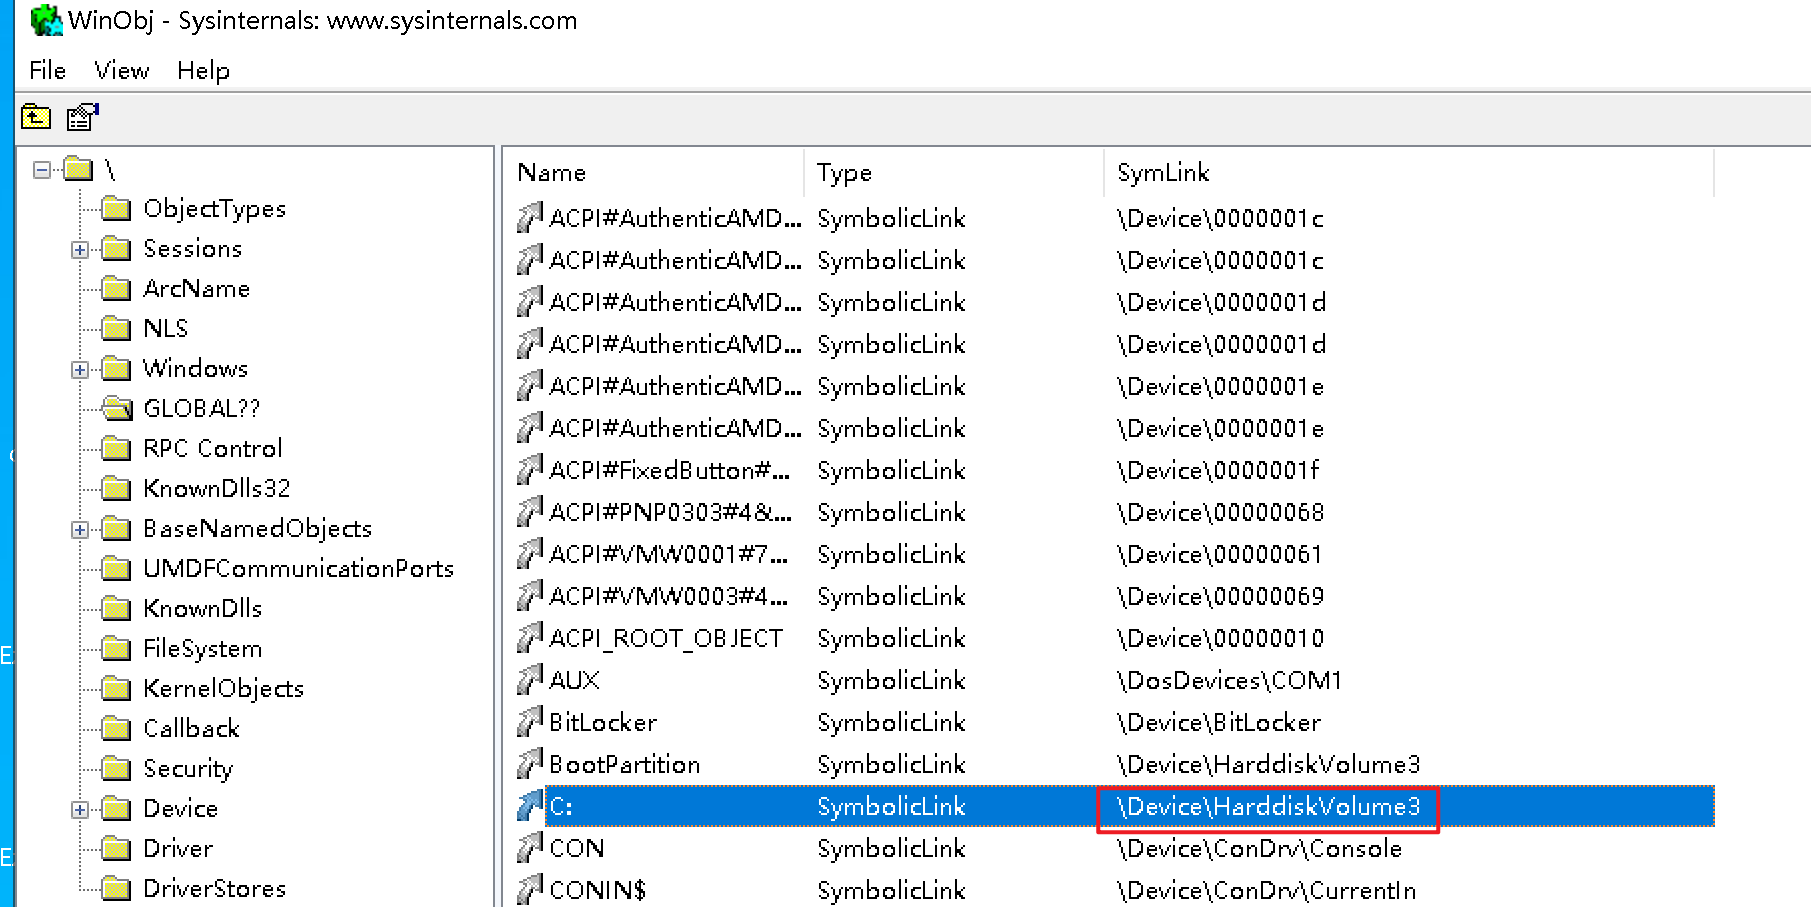 WinObj - Sysinternals: www.sysinternals.com
File View Help
\
ObjectTypes
Sessions
ArcName
NLS
Windows
GLOBAL??
RPC Control
KnownDlls32
BaseNamedObjects
UMDFCommunicationPorts
KnownDlls
FileSystem
KernelObjects
Callback
Security
Device
Driver
DriverStores
Name Type SymLink
ACPI#AuthenticAMD... SymbolicLink \Device\0000001c
ACPI#AuthenticAMD... SymbolicLink \Device\0000001c
ACPI#AuthenticAMD... SymbolicLink \Device\0000001d
ACPI#AuthenticAMD... SymbolicLink \Device\0000001d
ACPI#AuthenticAMD... SymbolicLink \Device\0000001e
ACPI#AuthenticAMD... SymbolicLink \Device\0000001e
ACPI#FixedButton#... SymbolicLink \Device\0000001f
ACPI#PNP0303#4&... SymbolicLink \Device\00000068
ACPI#VMW0001#7... SymbolicLink \Device\00000061
ACPI#VMW0003#4... SymbolicLink \Device\00000069
ACPI_ROOT_OBJECT SymbolicLink \Device\00000010
AUX SymbolicLink \DosDevices\COM1
BitLocker SymbolicLink \Device\BitLocker
BootPartition SymbolicLink \Device\HarddiskVolume3
C: SymbolicLink \Device\HarddiskVolume3
CON SymbolicLink \Device\ConDrv\Console
CONIN$ SymbolicLink \Device\ConDrv\CurrentIn